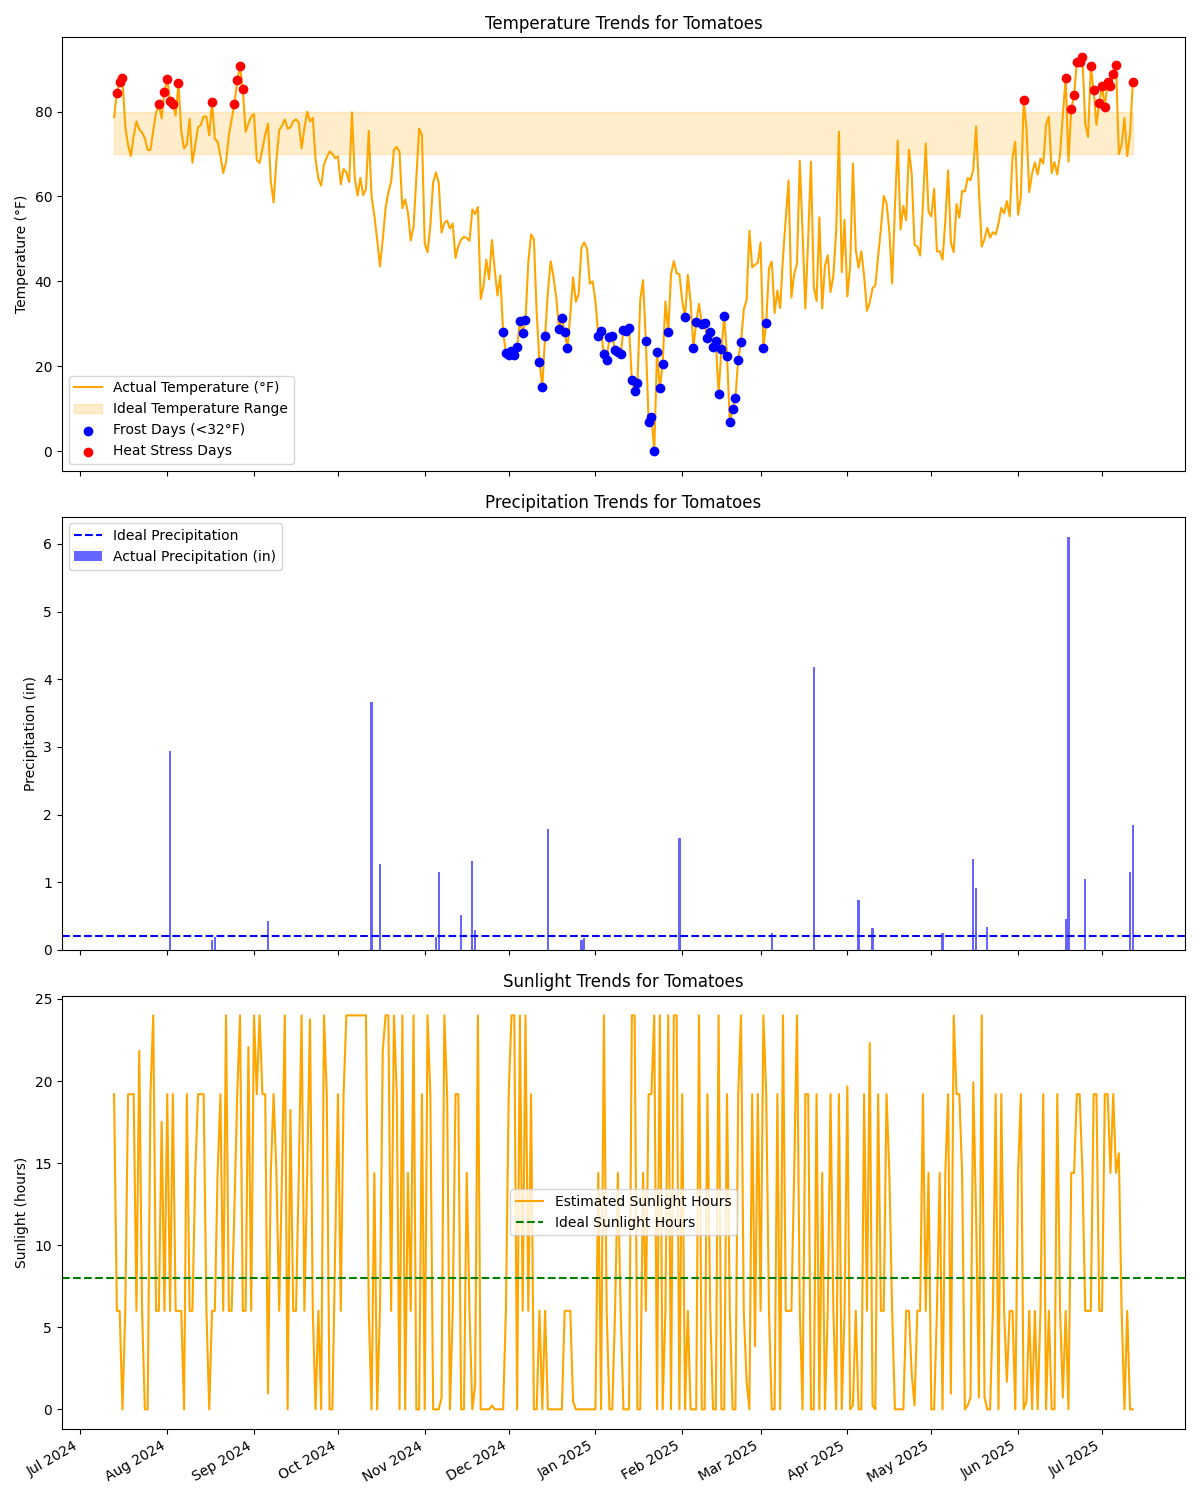 Temperature Trends for Tomatoes
80
60
40
20
0
Temperature (°F)
Actual Temperature (°F)
Ideal Temperature Range
Frost Days (<32°F)
Heat Stress Days
Precipitation Trends for Tomatoes
6
5
4
3
2
1
0
Precipitation (in)
Ideal Precipitation
Actual Precipitation (in)
Sunlight Trends for Tomatoes
25
20
15
10
5
0
Sunlight (hours)
Estimated Sunlight Hours
Ideal Sunlight Hours
Jul 2024
Aug 2024
Sep 2024
Oct 2024
Nov 2024
Dec 2024
Jan 2025
Feb 2025
Mar 2025
Apr 2025
May 2025
Jun 2025
Jul 2025